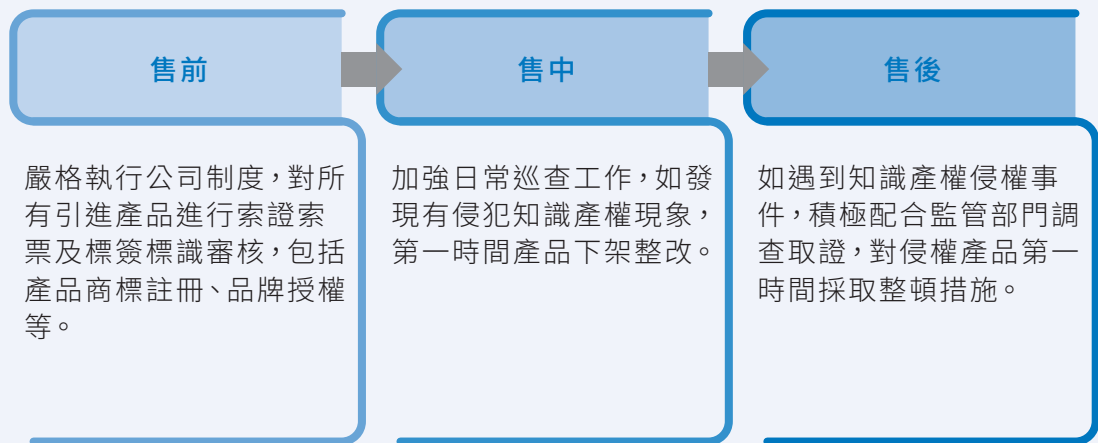 售前
嚴格執行公司制度，對所
有引進產品進行索證索
票及標簽標識審核，包括
產品商標註冊、品牌授權
等。
售中
加強日常巡查工作，如發
現有侵犯知識產權現象，
第一時間產品下架整改。
售後
如遇到知識產權侵權事
件，積極配合監管部門調
查取證，對侵權產品第一
時間採取整頓措施。